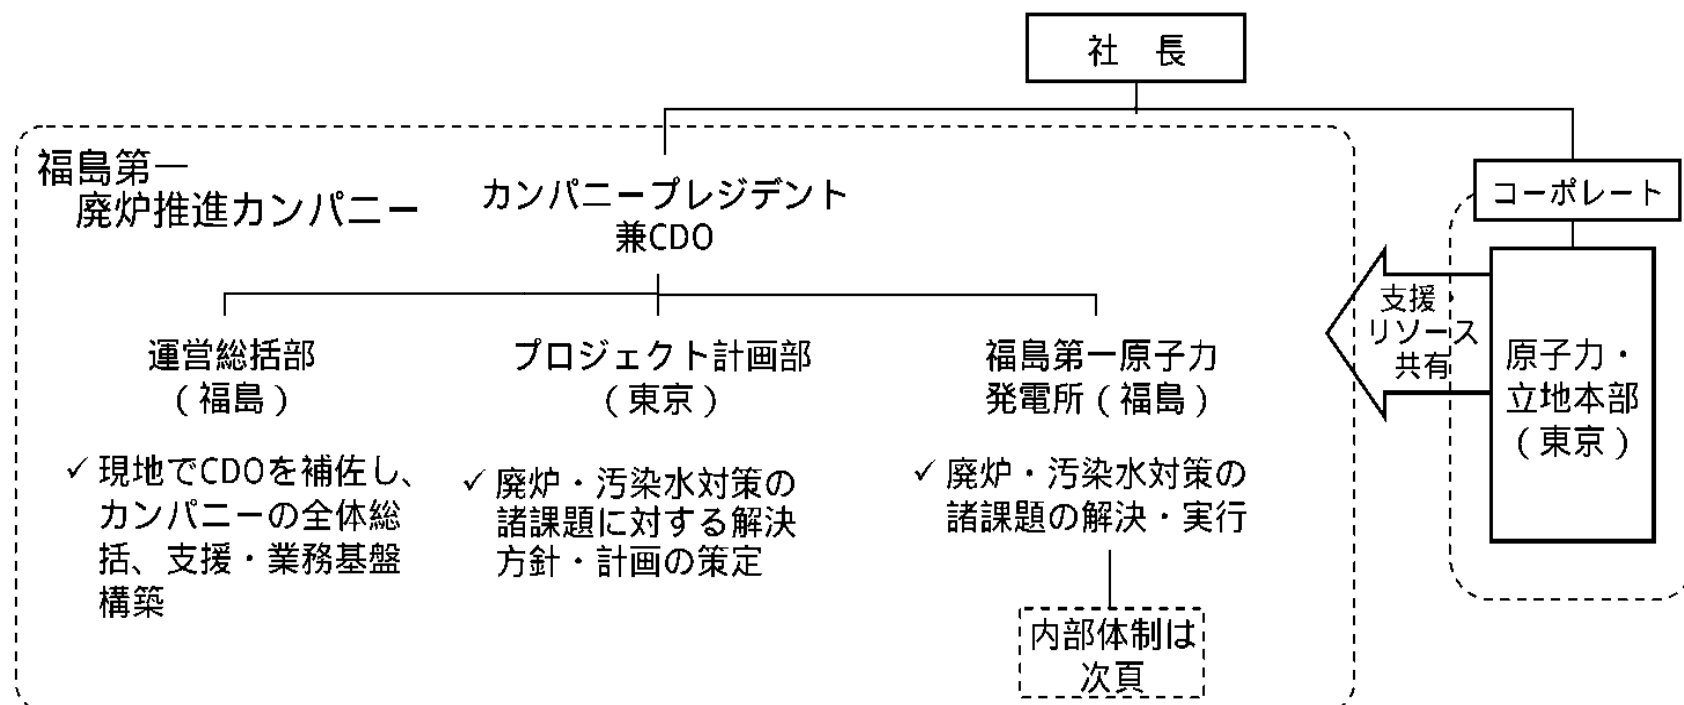 社　長
福島第一
廃炉推進カンパニー
カンパニープレジデント
兼CDO
運営総括部
（福島）
✓ 現地でCDOを補佐し、
カンパニーの全体総
括、支援・業務基盤
構築
プロジェクト計画部
（東京）
✓ 廃炉・汚染水対策の
諸課題に対する解決
方針・計画の策定
福島第一原子力
発電所（福島）
✓ 廃炉・汚染水対策の
諸課題の解決・実行
内部体制は
次頁
支援・
リソース
共有
コーポレート
原子力・
立地本部
（東京）